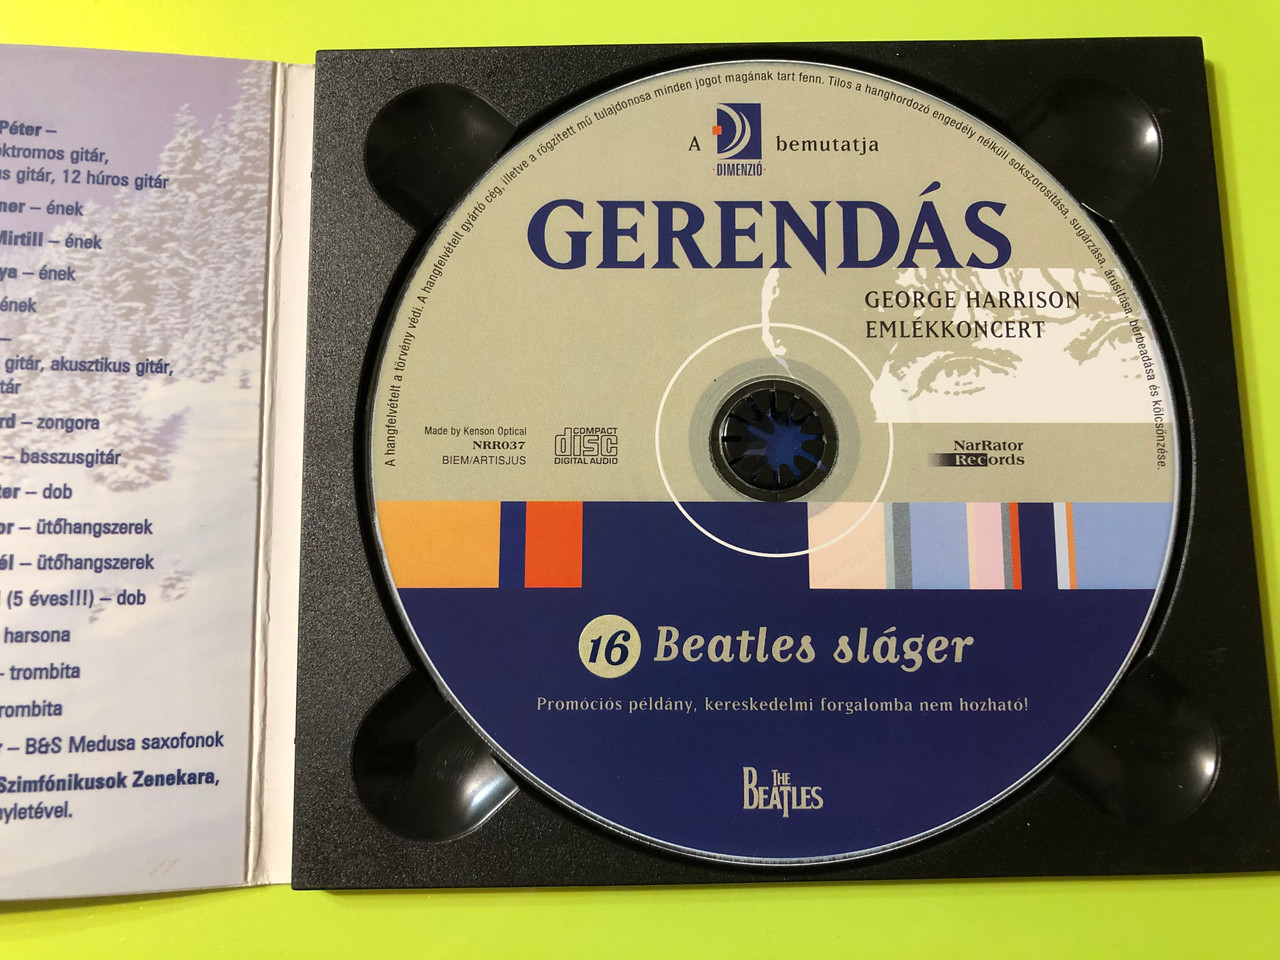 Péter –
ektromos gitár,
us gitár, 12 húros gitár
ner – ének
Mirtill – ének
ya – ének
ének
–
gitár, akusztikus gitár,
tár
rd – zongora
– basszusgitár
ter – dob
or – ütőhangszerek
él – ütőhangszerek
(5 éves!!!) – dob
harsona
- trombita
rombita
r – B&S Medusa saxofonok
Szimfónikusok Zenekara,
nyletével.
A hangfelvételt a törvény védi. A hangfelvételt gyártó cég, illetve a rögzített mű tulajdonosa minden jogot magának tart fenn. Tilos a hanghordozó engedély nélküli sokszorosítása, sugárzása, árusítása, bérbeadása és kölcsönzése.
A DIMENZIÓ bemutatja
GERENDÁS
GEORGE HARRISON
EMLÉKKONCERT
Made by Kenson Optical
NRR037
BIEM/ARTISJUS
COMPACT
disc
DIGITAL AUDIO
NarRator
Records
16 Beatles sláger
Promóciós példány, kereskedelmi forgalomba nem hozható!
THE
BEATLES